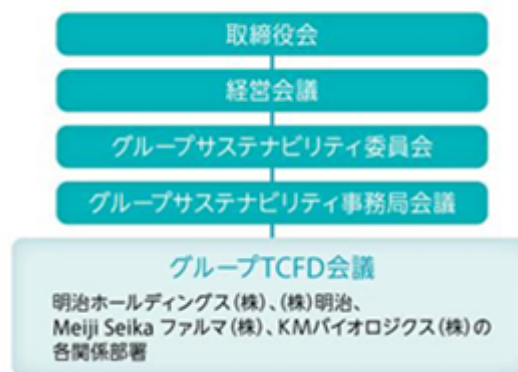 取締役会
経営会議
グループサステナビリティ委員会
グループサステナビリティ事務局会議
グループTCFD会議
明治ホールディングス(株)、(株)明治、
Meiji Seika ファルマ(株)、KMバイオロジクス(株)の
各関係部署